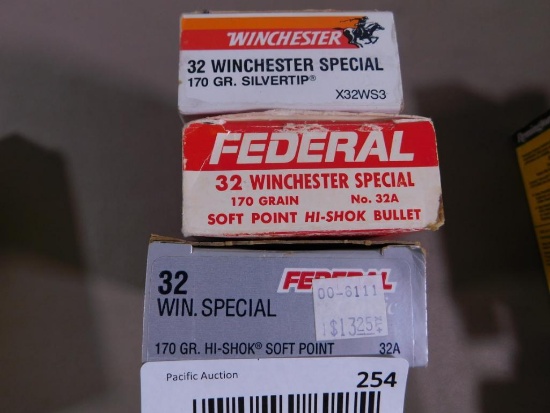 WINCHESTER
32 WINCHESTER SPECIAL
170 GR. SILVERTIP®
X32WS3
FEDERAL
32 WINCHESTER SPECIAL
170 GRAIN No. 32A
SOFT POINT HI-SHOK BULLET
32
WIN. SPECIAL
FEDERAL
00-6111
$13.25
170 GR. HI-SHOK® SOFT POINT 32A
Pacific Auction 254